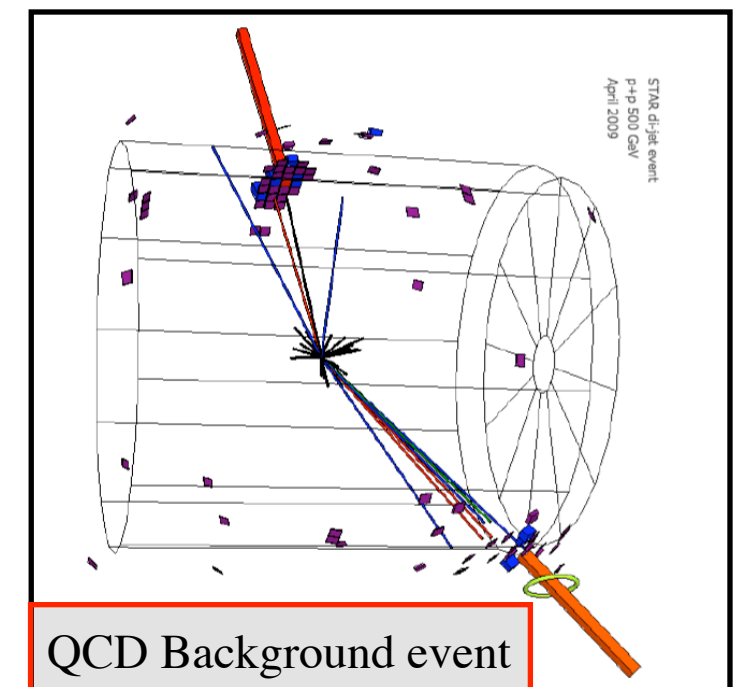 STAR di-jet event
p+p 500 GeV
April 2009
QCD Background event